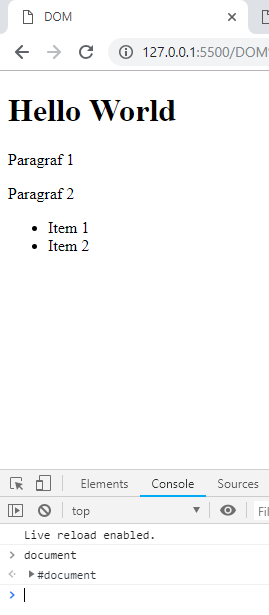 DOM
127.0.0.1:5500/DOM
Hello World
Paragraf 1
Paragraf 2
Item 1
Item 2
Elements Console Sources
top Fil
Live reload enabled.
document
#document